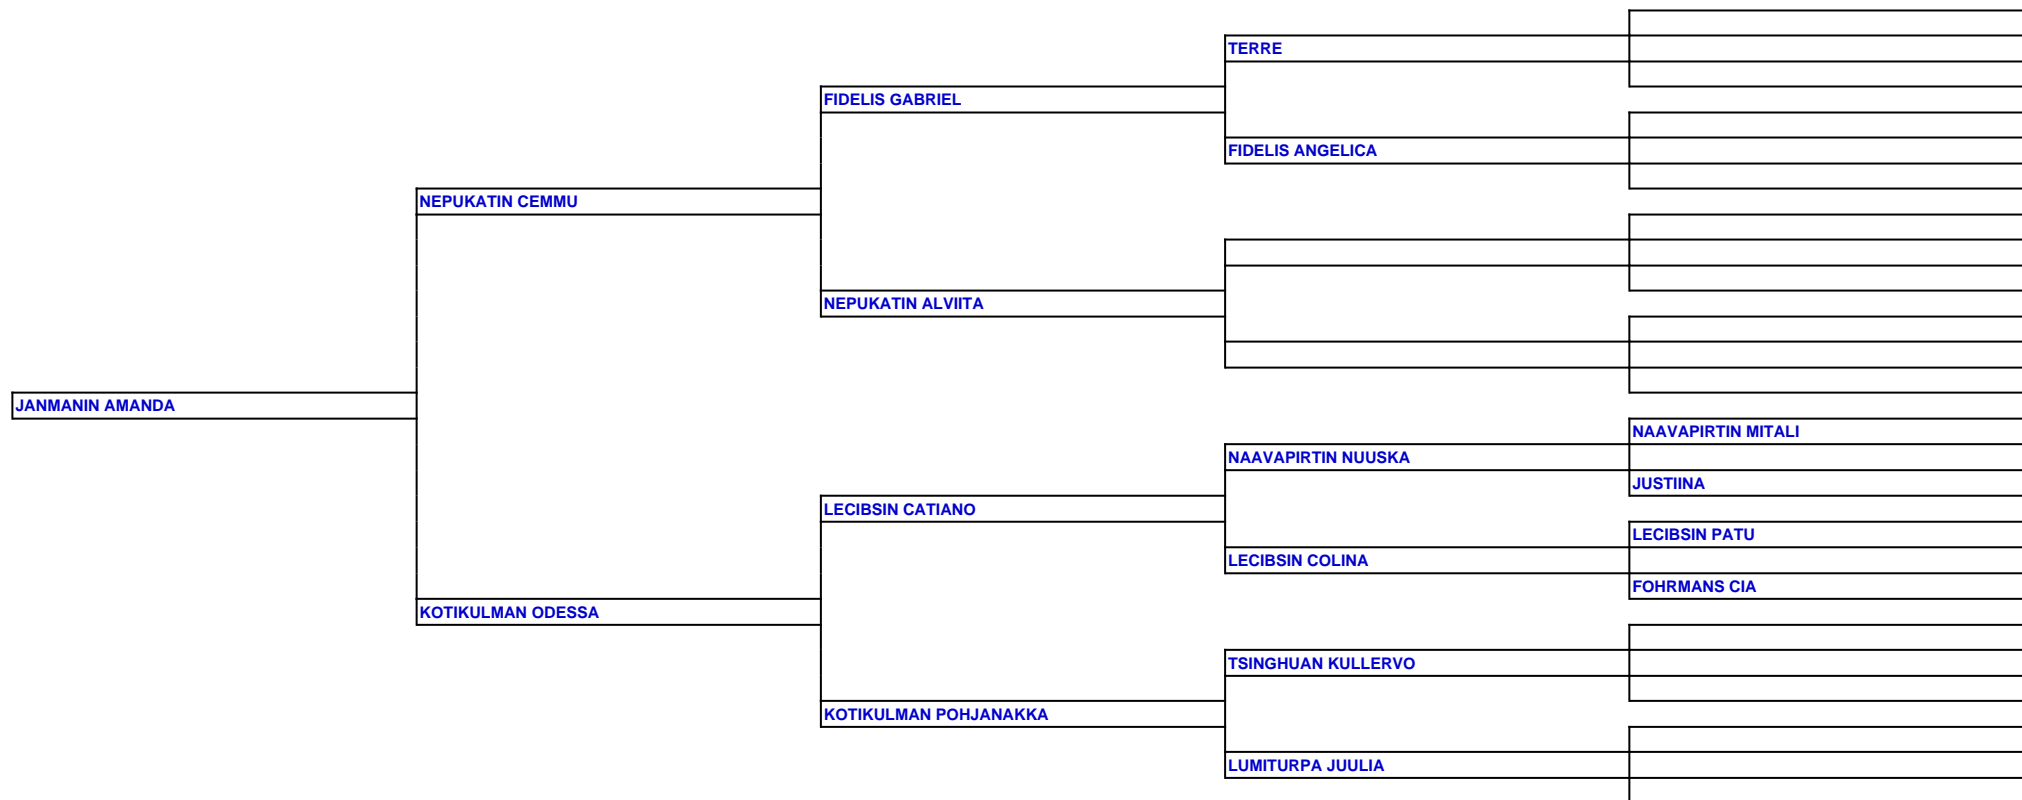 TERRE
FIDELIS GABRIEL
FIDELIS ANGELICA
NEPUKATIN CEMMU
NEPUKATIN ALVIITA
JANMANIN AMANDA
NAAVAPIRTIN MITALI
NAAVAPIRTIN NUUSKA
JUSTIINA
LECIBSIN CATIANO
LECIBSIN PATU
LECIBSIN COLINA
FOHRMANS CIA
KOTIKULMAN ODESSA
TSINGHUAN KULLERVO
KOTIKULMAN POHJANAKKA
LUMITURPA JUULIA